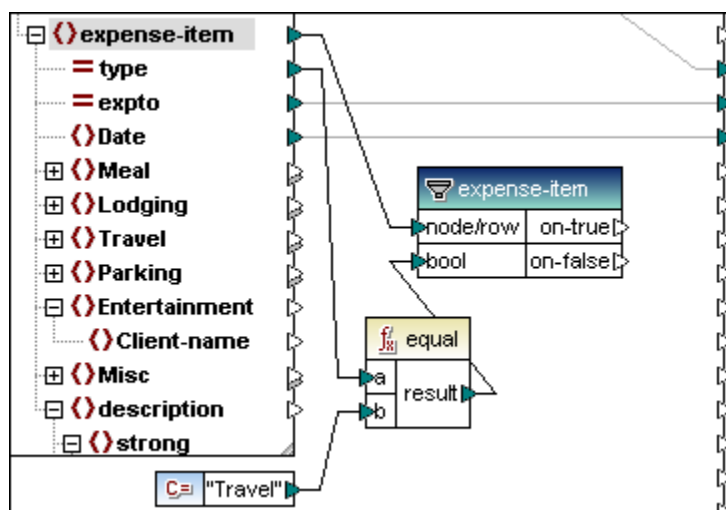 expense-item
type
expto
Date
Meal
Lodging
Travel
Parking
Entertainment
Client-name
Misc
description
strong
expense-item
node/row on-true
bool on-false
equal
a
result
b
"Travel"